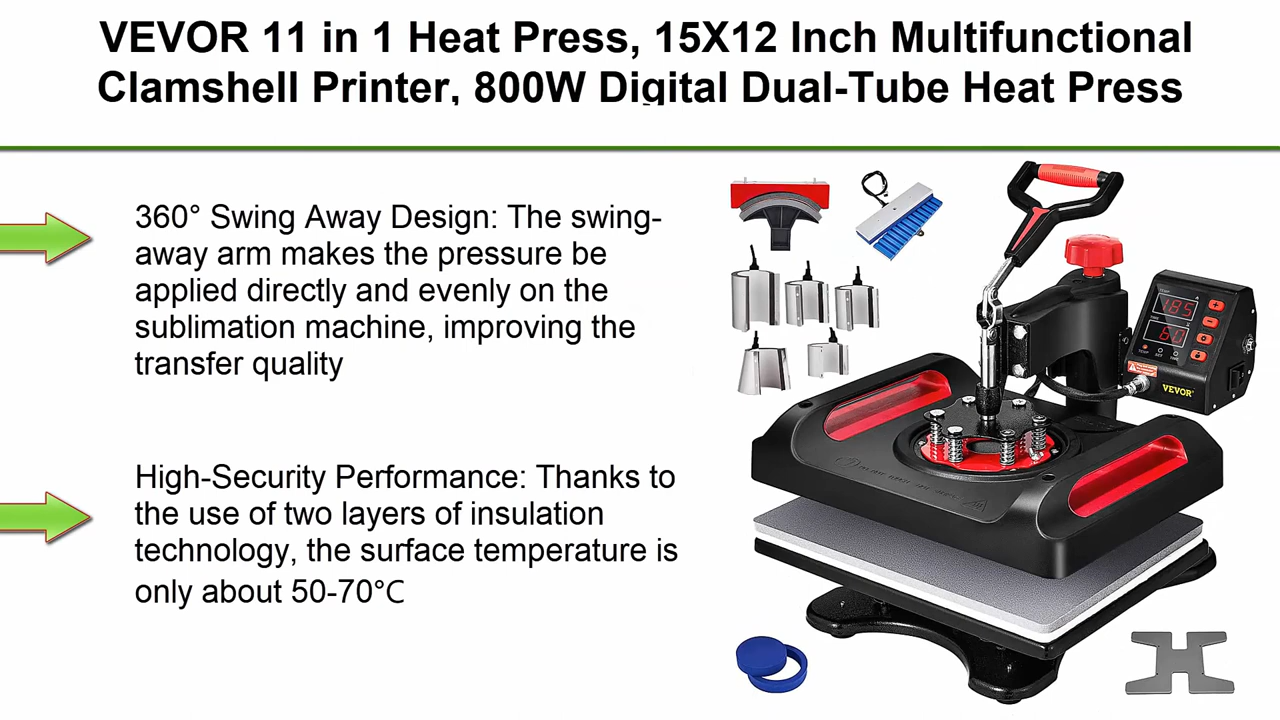 VEVOR 11 in 1 Heat Press, 15X12 Inch Multifunctional
Clamshell Printer, 800W Digital Dual-Tube Heat Press
360° Swing Away Design: The swing-
away arm makes the pressure be
applied directly and evenly on the
sublimation machine, improving the
transfer quality
High-Security Performance: Thanks to
the use of two layers of insulation
technology, the surface temperature is
only about 50-70℃
185
80
VEVOR